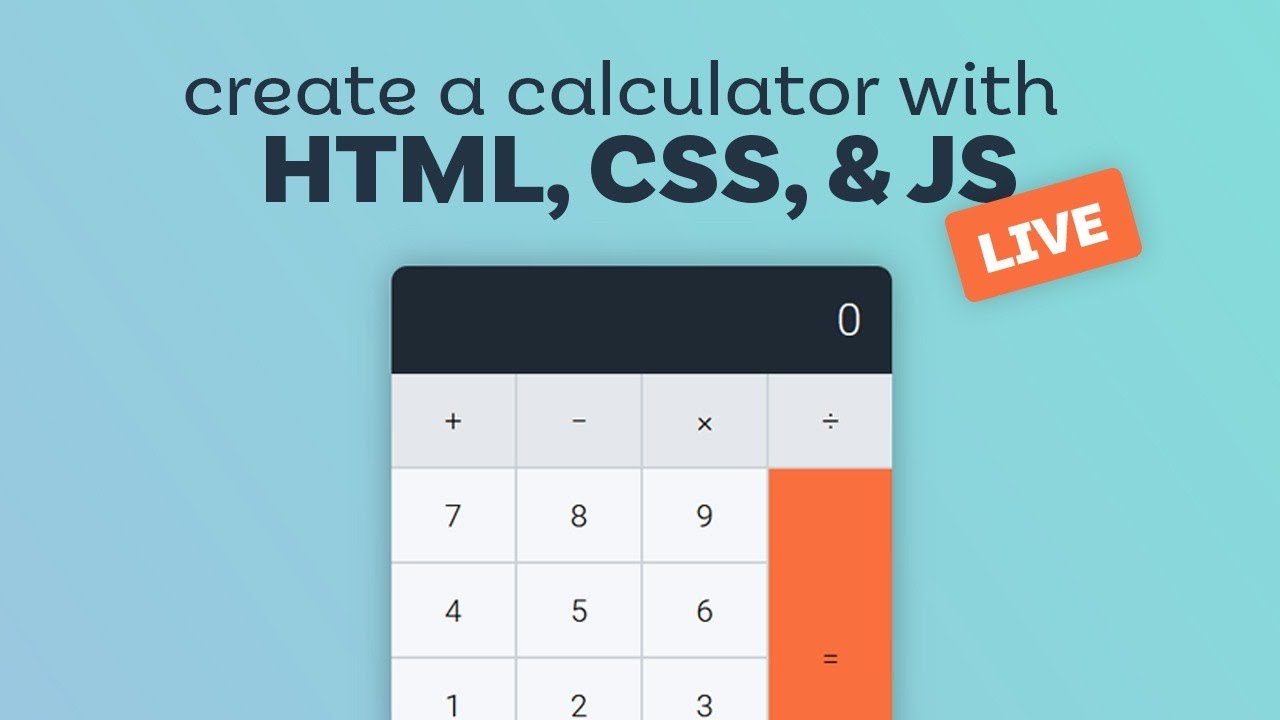 create a calculator with
HTML, CSS, & JS
LIVE
0
+ − × ÷
7 8 9
4 5 6
=
1 2 3